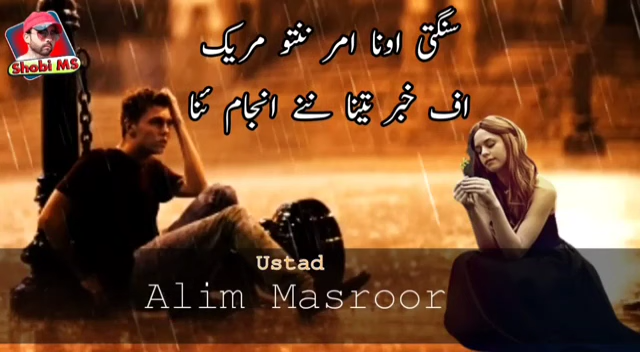 Shobi MS
سنگتی اونا امر ننتو مریک
اف خبر تینا ننے انجام ئنا
Ustad
Alim Masroor